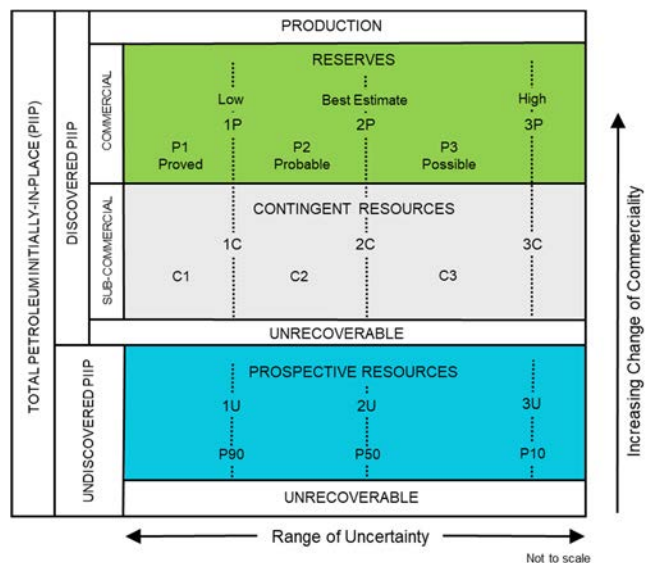 PRODUCTION
RESERVES
Low Best Estimate High
1P 2P 3P
P1 P2 P3
Proved Probable Possible
CONTINGENT RESOURCES
1C 2C 3C
C1 C2 C3
UNRECOVERABLE
PROSPECTIVE RESOURCES
1U 2U 3U
P90 P50 P10
UNRECOVERABLE
TOTAL PETROLEUM INITIALLY-IN-PLACE (PIIP)
DISCOVERED PIIP
UNDISCOVERED PIIP
COMMERCIAL
SUB-COMMERCIAL
Increasing Change of Commerciality
Range of Uncertainty
Not to scale